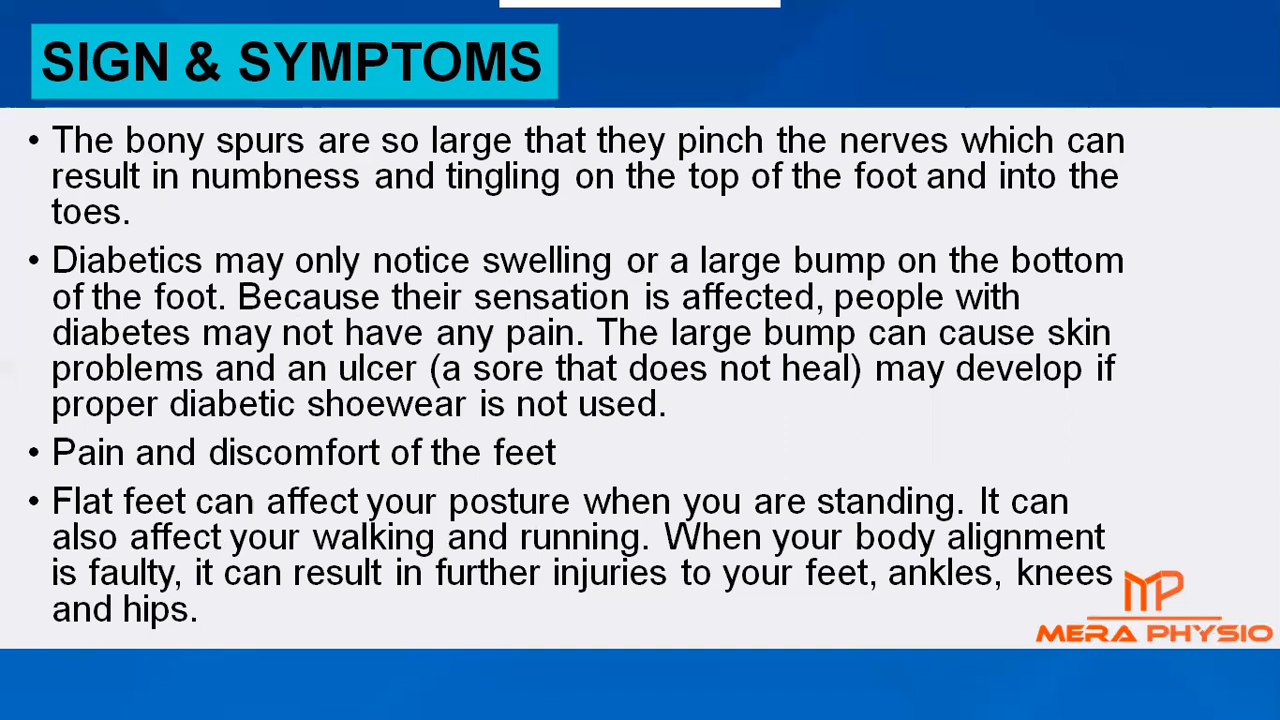 SIGN & SYMPTOMS
• The bony spurs are so large that they pinch the nerves which can
result in numbness and tingling on the top of the foot and into the
toes.
• Diabetics may only notice swelling or a large bump on the bottom
of the foot. Because their sensation is affected, people with
diabetes may not have any pain. The large bump can cause skin
problems and an ulcer (a sore that does not heal) may develop if
proper diabetic shoewear is not used.
• Pain and discomfort of the feet
• Flat feet can affect your posture when you are standing. It can
also affect your walking and running. When your body alignment
is faulty, it can result in further injuries to your feet, ankles, knees
and hips.
MP
MERA PHYSIO